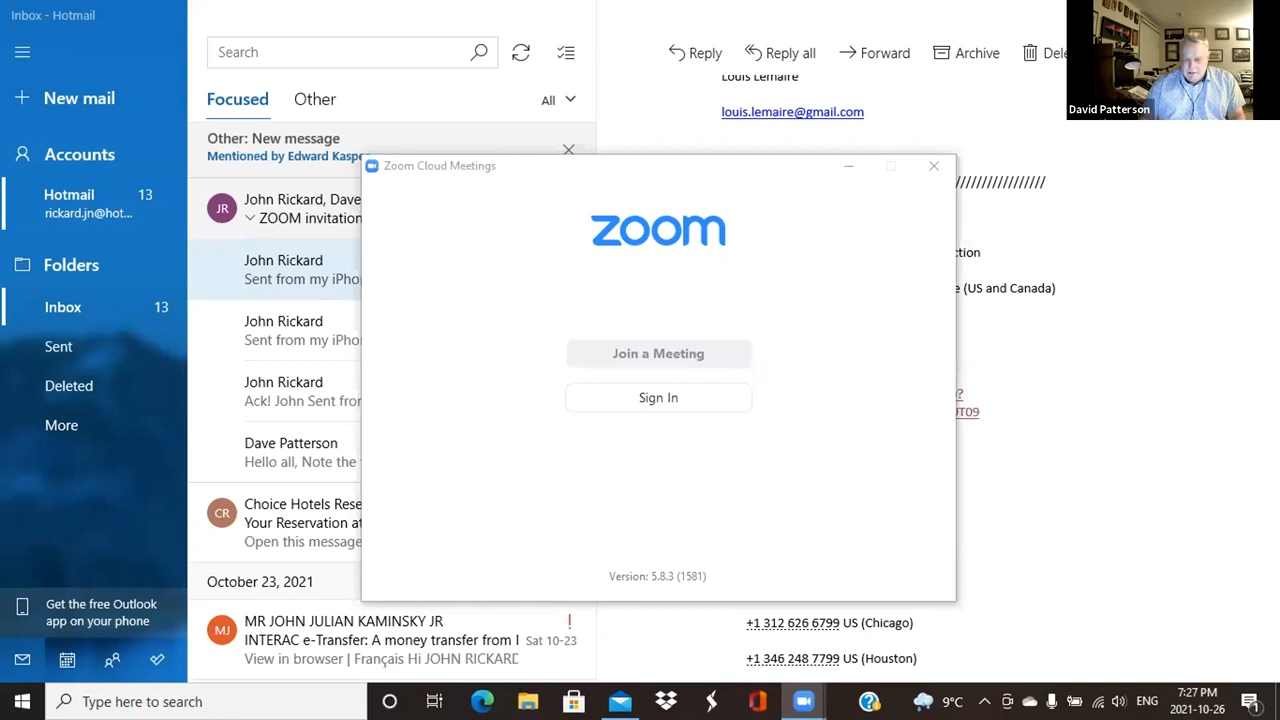 Inbox - Hotmail
New mail
Accounts
Hotmail 13
rickard.jn@hot...
Folders
Inbox 13
Sent
Deleted
More
Get the free Outlook
app on your phone
Search
Focused Other All
Other: New message
Mentioned by Edward Kaspe
JR John Rickard, Dave
ZOOM invitation
John Rickard
Sent from my iPho
John Rickard
Sent from my iPho
John Rickard
Ack! John Sent fro
Dave Patterson
Hello all, Note the
CR Choice Hotels Rese
Your Reservation at
Open this message
October 23, 2021
MJ MR JOHN JULIAN KAMINSKY JR !
INTERAC e-Transfer: A money transfer from Sat 10-23
View in browser | Français Hi JOHN RICKARD
Reply Reply all Forward Archive Dele
Louis Lemaire
louis.lemaire@gmail.com
/////////////////
ction
e (US and Canada)
?
JT09
+1 312 626 6799 US (Chicago)
+1 346 248 7799 US (Houston)
David Patterson
Zoom Cloud Meetings
zoom
Join a Meeting
Sign In
Version: 5.8.3 (1581)
Type here to search
9°C
ENG
7:27 PM
2021-10-26
1